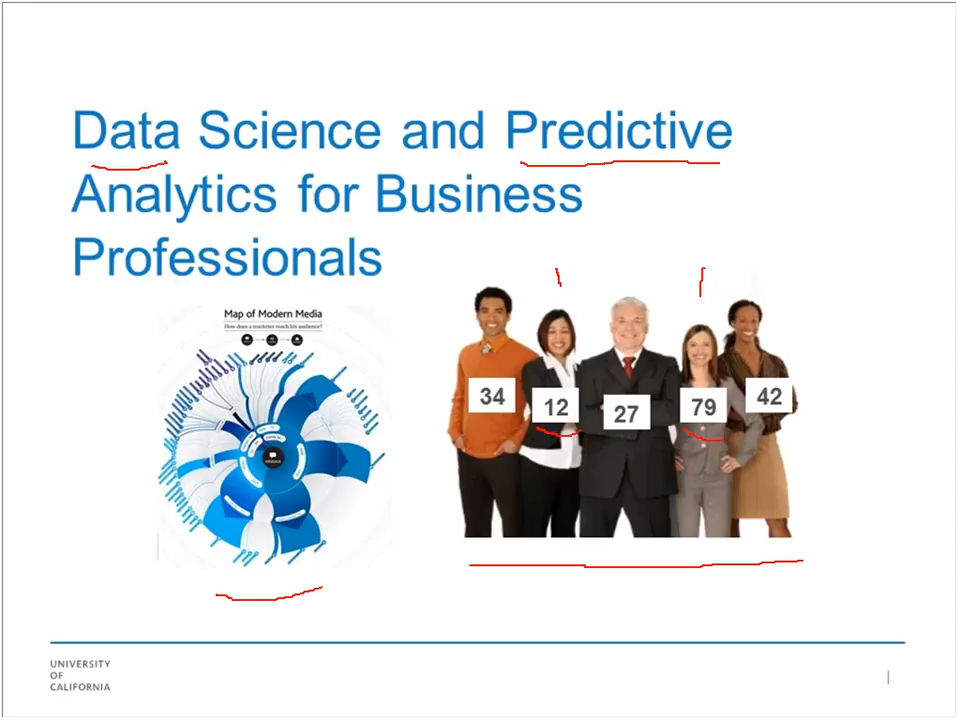 Data Science and Predictive
Analytics for Business
Professionals
Map of Modern Media
How does a marketer reach his audience?
34
12
27
79
42
UNIVERSITY
OF
CALIFORNIA